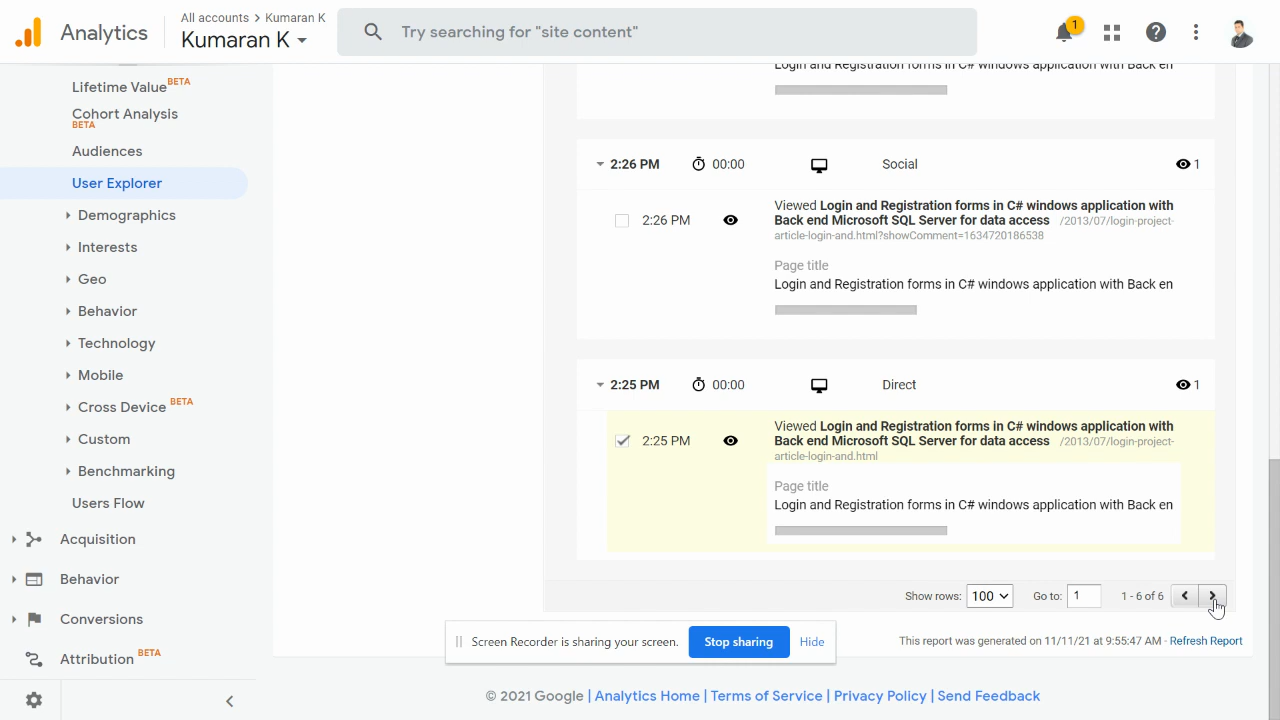 Analytics
All accounts > Kumaran K
Kumaran K
Try searching for "site content"
1
Lifetime Value BETA
Cohort Analysis
BETA
Audiences
User Explorer
Demographics
Interests
Geo
Behavior
Technology
Mobile
Cross Device BETA
Custom
Benchmarking
Users Flow
Acquisition
Behavior
Conversions
Attribution BETA
Login and Registration forms in C# windows application with Back en
2:26 PM 00:00 Social 1
2:26 PM
Viewed Login and Registration forms in C# windows application with
Back end Microsoft SQL Server for data access /2013/07/login-project-
article-login-and.html?showComment=1634720186538
Page title
Login and Registration forms in C# windows application with Back en
2:25 PM 00:00 Direct 1
2:25 PM
Viewed Login and Registration forms in C# windows application with
Back end Microsoft SQL Server for data access /2013/07/login-project-
article-login-and.html
Page title
Login and Registration forms in C# windows application with Back en
Show rows: 100 Go to: 1 1 - 6 of 6
Screen Recorder is sharing your screen. Stop sharing Hide
This report was generated on 11/11/21 at 9:55:47 AM - Refresh Report
© 2021 Google | Analytics Home | Terms of Service | Privacy Policy | Send Feedback